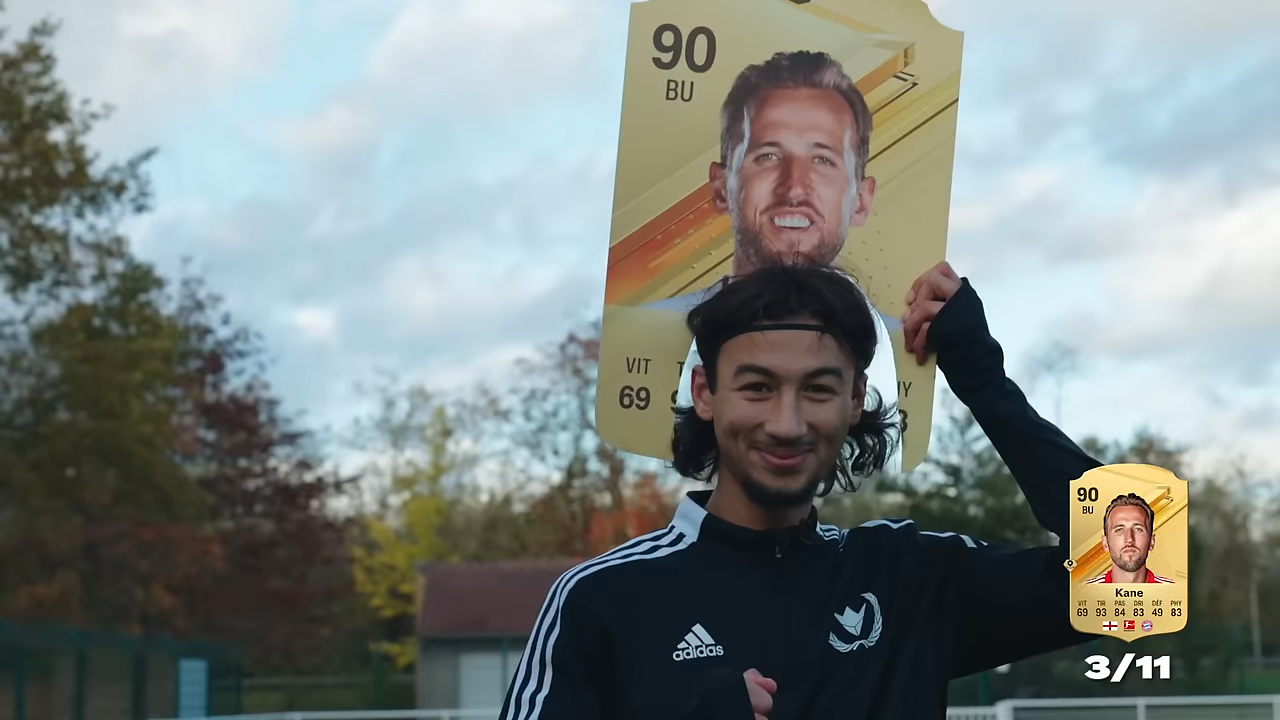 90
BU
VIT
69
adidas
90
BU
Kane
VIT TIR PAS DRI DÉF PHY
69 93 84 83 49 83
3/11